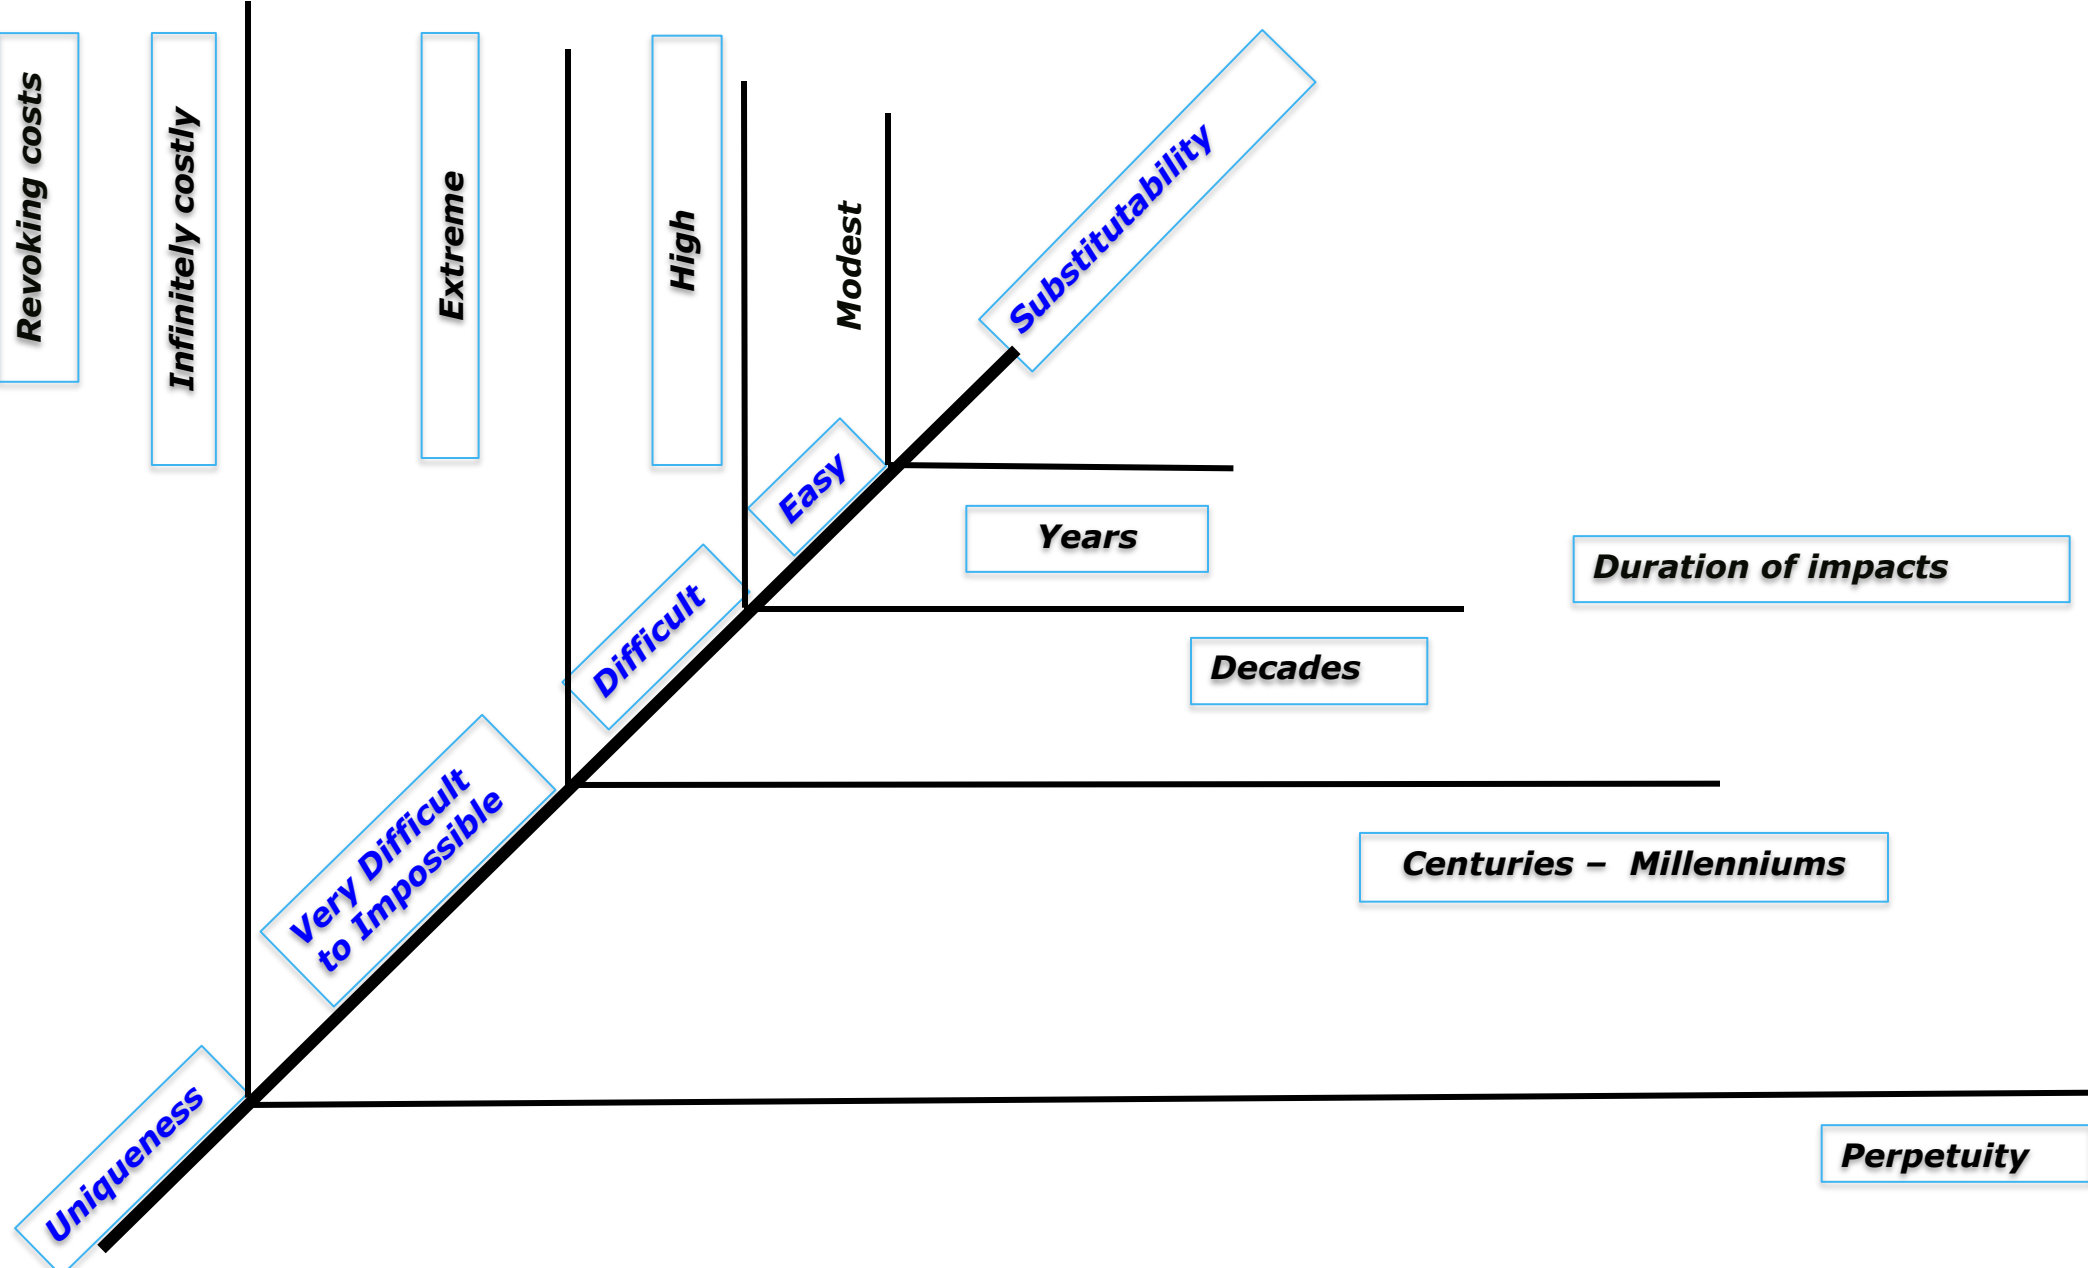 Revoking costs
Infinitely costly
Extreme
High
Modest
Substitutability
Easy
Years
Duration of impacts
Difficult
Decades
Very Difficult
to Impossible
Centuries –  Millenniums
Uniqueness
Perpetuity